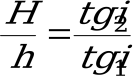 H/h = tgi₂/tgi₁